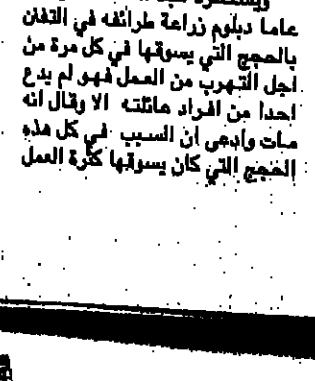 عاما دبلوم زراعة طرائفه في التفنن
بالحجج التي يسوقها في كل مرة من
اجل التهرب من العمل فهو لم يدع
احدا من افراد عائلته الا وقال انه
مات وادعى ان السبب في كل هذه
الحجج التي كان يسوقها كثرة العمل